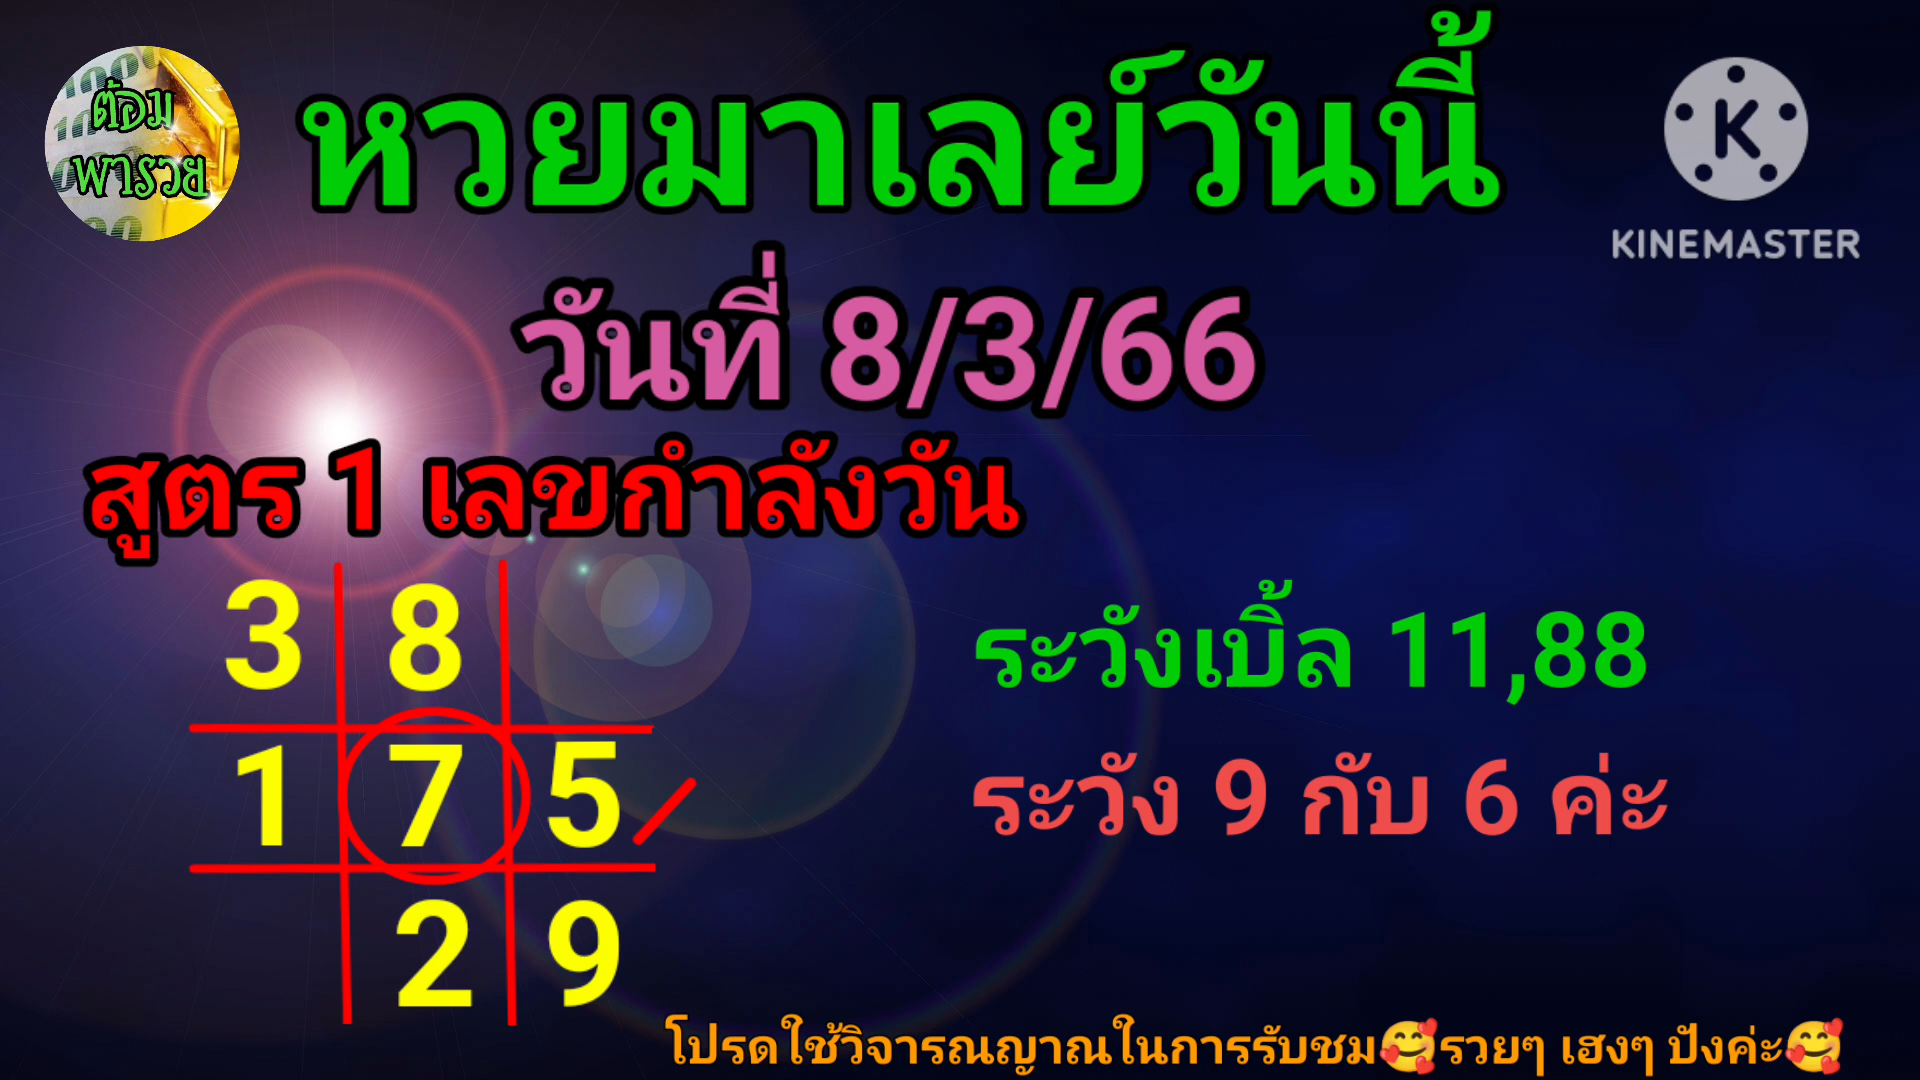 ต้อม
พารวย
หวยมาเลย์วันนี้
KINEMASTER
วันที่ 8/3/66
สูตร 1 เลขกำลังวัน
3 8
1 7 5
2 9
ระวังเบิ้ล 11,88
ระวัง 9 กับ 6 ค่ะ
โปรดใช้วิจารณญาณในการรับชม🥰รวยๆ เฮงๆ ปังค่ะ🥰